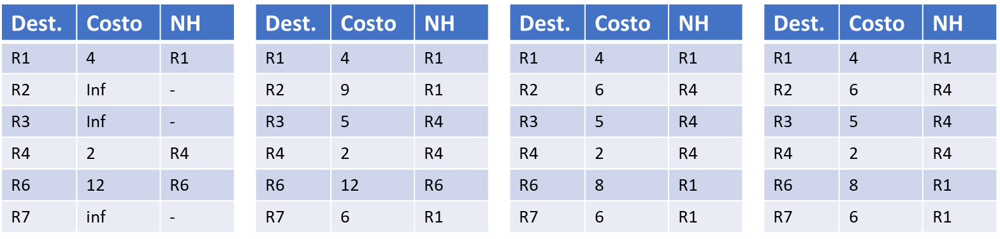 Dest. Costo NH
R1 4 R1
R2 Inf -
R3 Inf -
R4 2 R4
R6 12 R6
R7 inf -
Dest. Costo NH
R1 4 R1
R2 9 R1
R3 5 R4
R4 2 R4
R6 12 R6
R7 6 R1
Dest. Costo NH
R1 4 R1
R2 6 R4
R3 5 R4
R4 2 R4
R6 8 R1
R7 6 R1
Dest. Costo NH
R1 4 R1
R2 6 R4
R3 5 R4
R4 2 R4
R6 8 R1
R7 6 R1